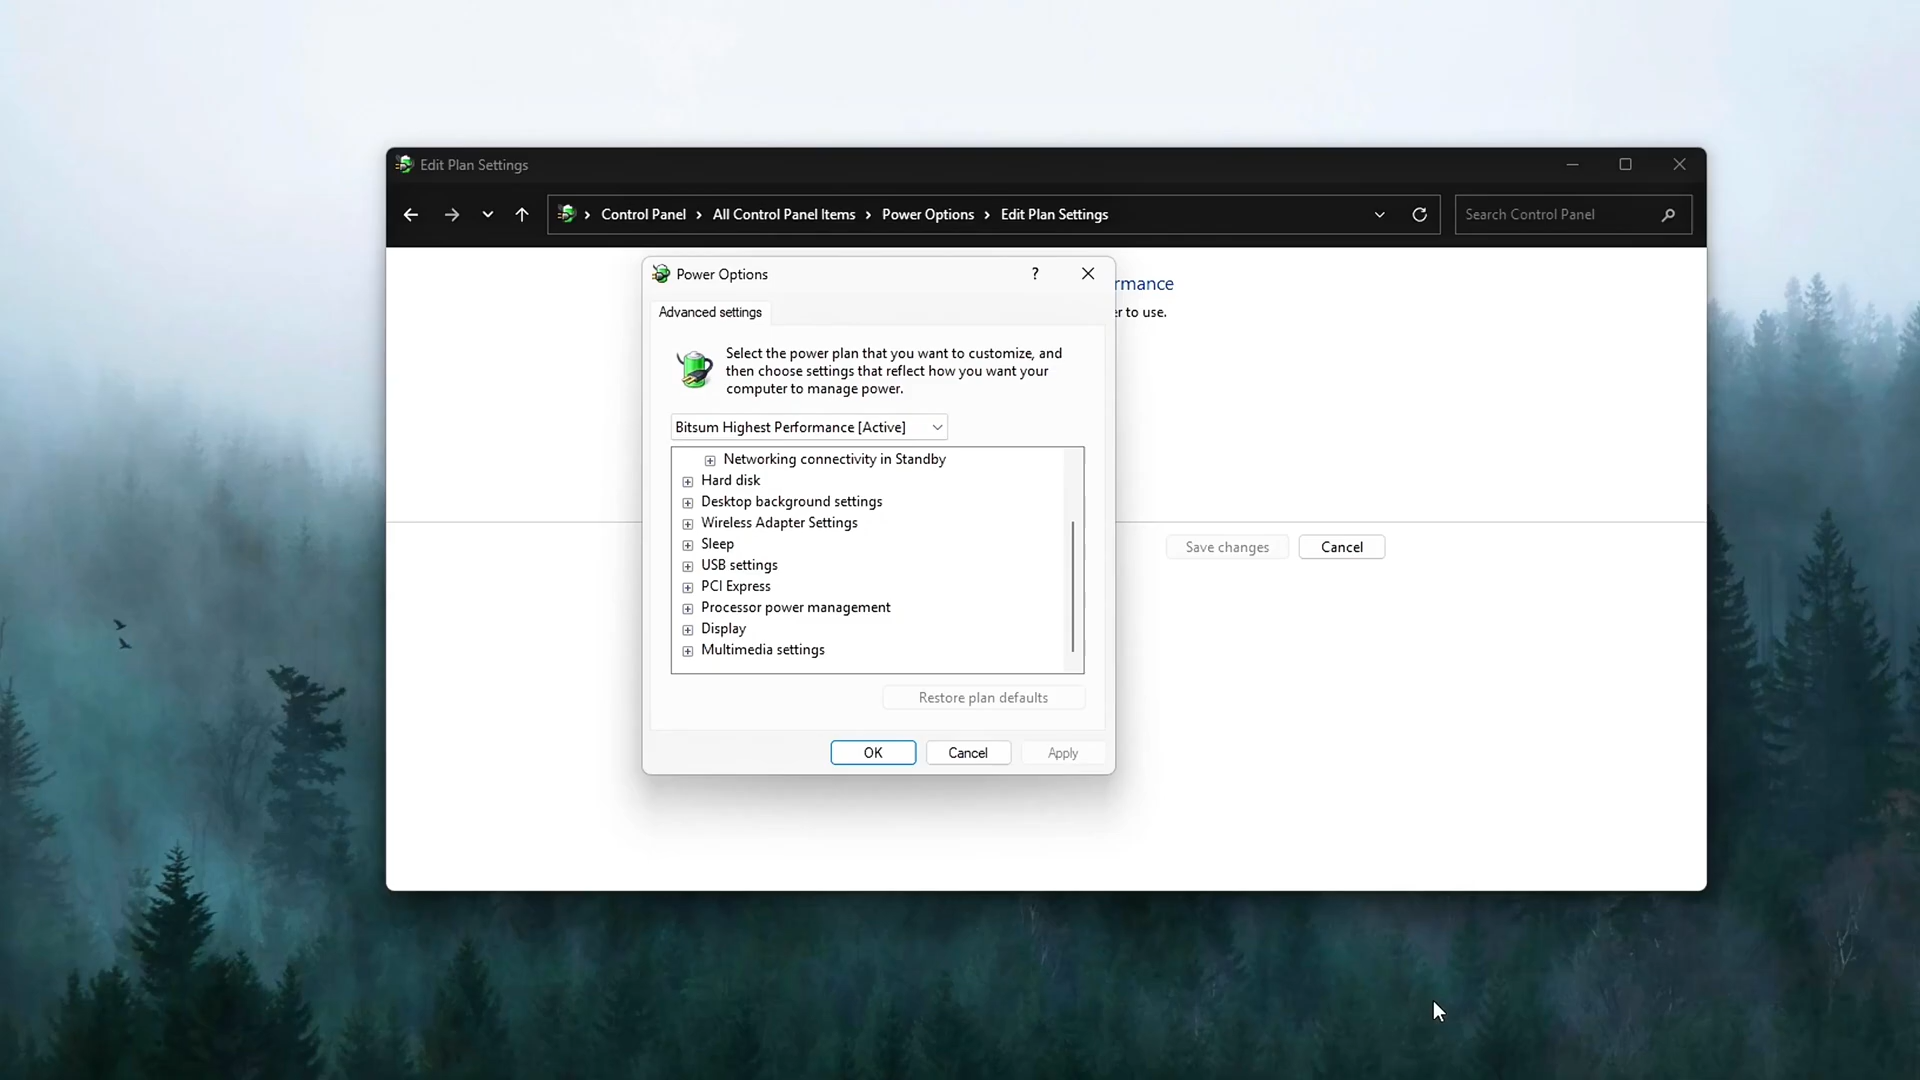 Edit Plan Settings
Control Panel > All Control Panel Items > Power Options > Edit Plan Settings
Search Control Panel
Power Options
?
rmance
Advanced settings
er to use.
Select the power plan that you want to customize, and
then choose settings that reflect how you want your
computer to manage power.
Bitsum Highest Performance [Active]
Networking connectivity in Standby
Hard disk
Desktop background settings
Wireless Adapter Settings
Sleep
USB settings
PCI Express
Processor power management
Display
Multimedia settings
Save changes
Cancel
Restore plan defaults
OK
Cancel
Apply